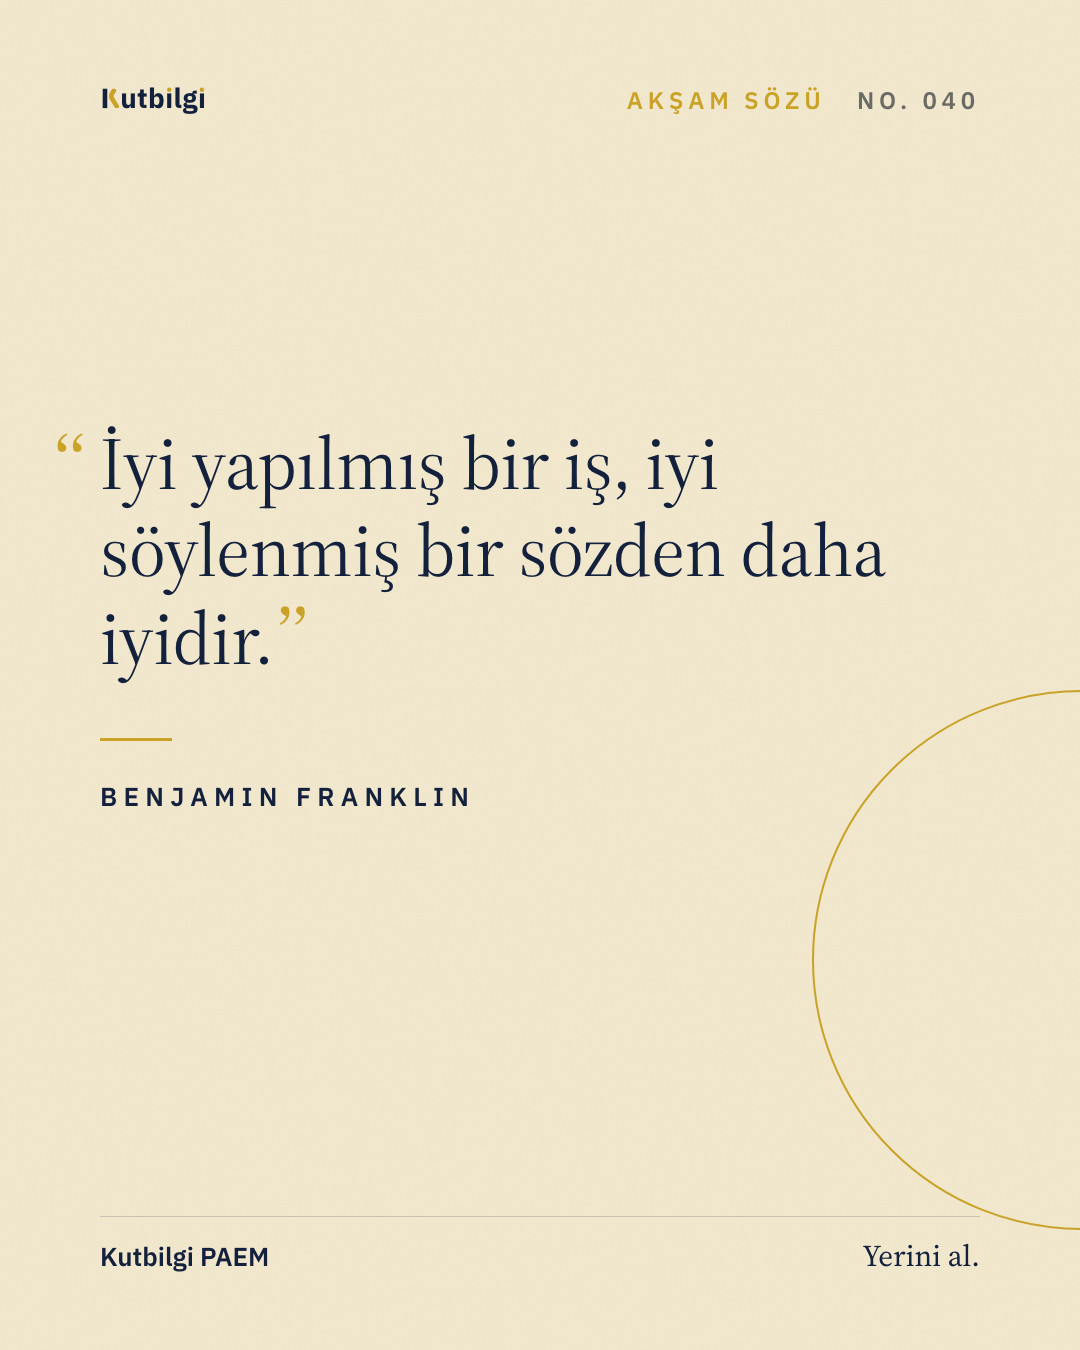 Kutbilgi
AKŞAM SÖZÜ NO. 040
“İyi yapılmış bir iş, iyi
söylenmiş bir sözden daha
iyidir.”
BENJAMIN FRANKLIN
Kutbilgi PAEM
Yerini al.